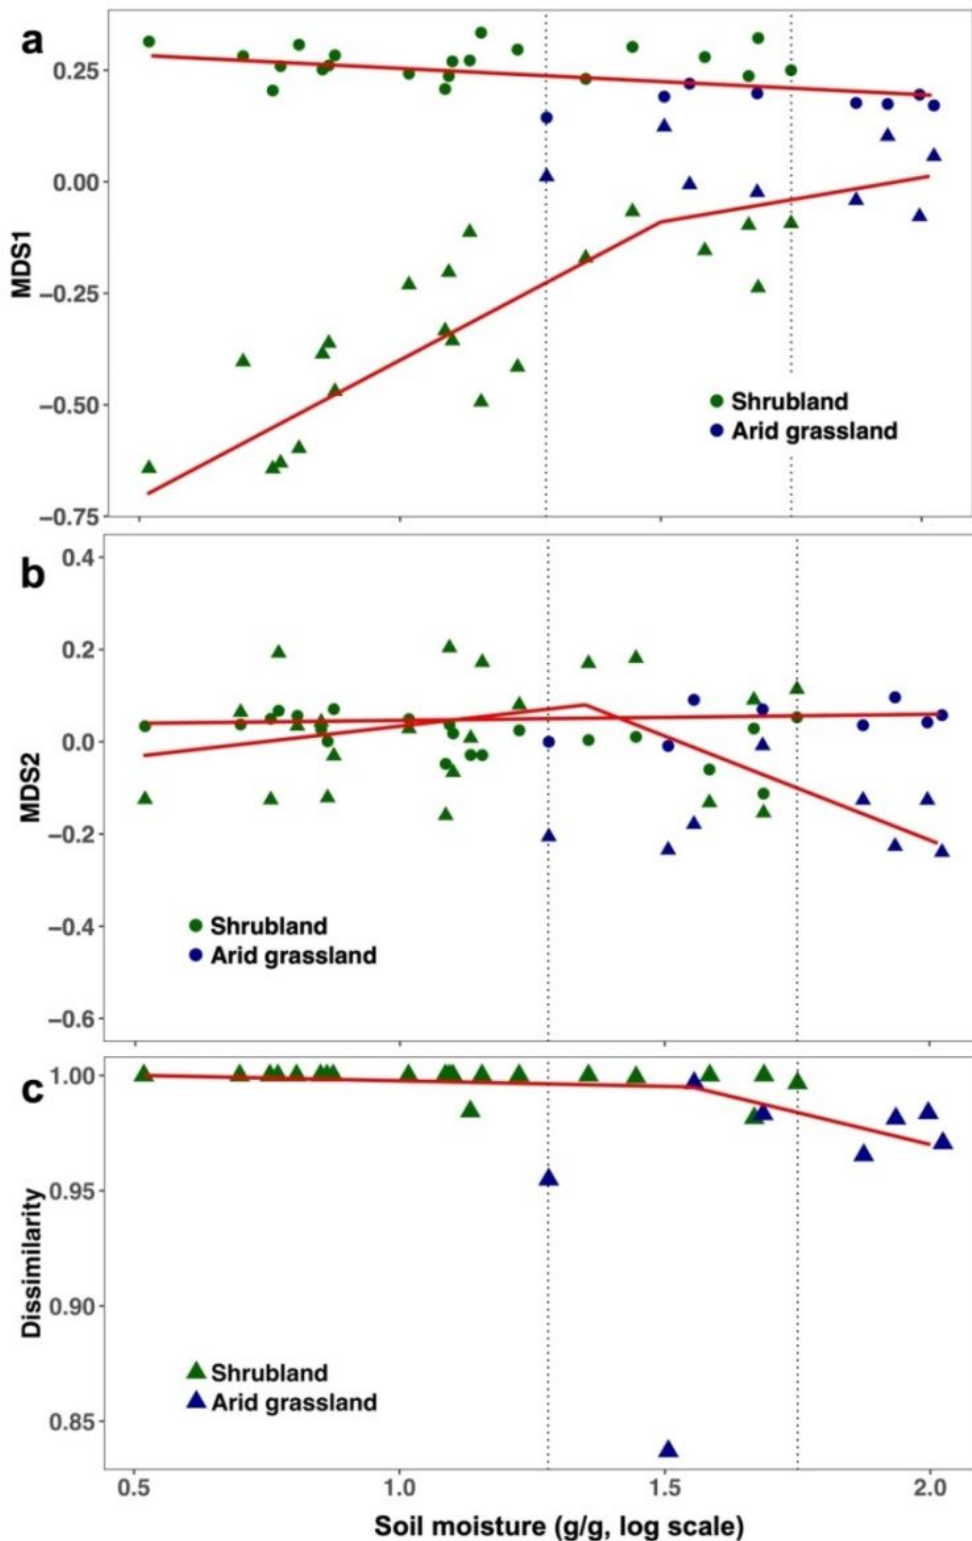 a
0.25
0.00
−0.25
−0.50
−0.75
MDS1
Shrubland
Arid grassland
b
0.4
0.2
0.0
−0.2
−0.4
−0.6
MDS2
Shrubland
Arid grassland
c
1.00
0.95
0.90
0.85
Dissimilarity
Shrubland
Arid grassland
0.5 1.0 1.5 2.0
Soil moisture (g/g, log scale)